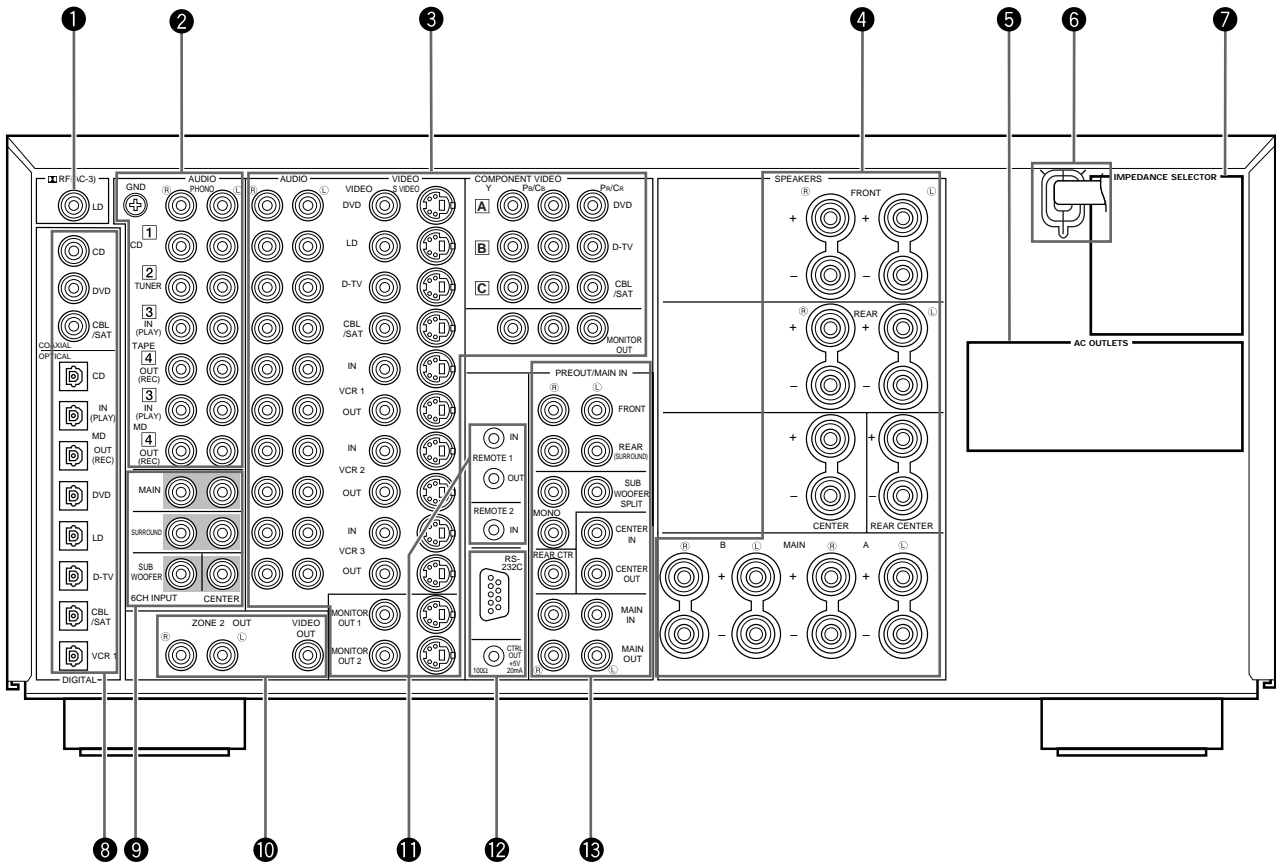 1 2 3 4 5 6 7
RF(AC-3)
LD
CD
DVD
CBL
/SAT
COAXIAL
OPTICAL
CD
IN
(PLAY)
MD
OUT
(REC)
DVD
LD
D-TV
CBL
/SAT
VCR 1
DIGITAL
AUDIO
GND
R PHONO L
1
CD
2
TUNER
3
IN
(PLAY)
TAPE
4
OUT
(REC)
3
IN
(PLAY)
MD
4
OUT
(REC)
MAIN
SURROUND
SUB
WOOFER
6CH INPUT CENTER
ZONE 2 OUT VIDEO
OUT
R L
AUDIO
R L
VIDEO
VIDEO S VIDEO
DVD
LD
D-TV
CBL
/SAT
IN
VCR 1
OUT
IN
VCR 2
OUT
IN
VCR 3
OUT
MONITOR
OUT 1
MONITOR
OUT 2
COMPONENT VIDEO
Y PB/CB PR/CR
A DVD
B D-TV
C CBL
/SAT
MONITOR
OUT
IN
REMOTE 1
OUT
REMOTE 2
IN
RS-
232C
CTRL
OUT
+5V
100Ω 20mA
PREOUT/MAIN IN
R L
FRONT
REAR
(SURROUND)
SUB
WOOFER
SPLIT
MONO
CENTER
IN
REAR CTR
CENTER
OUT
MAIN
IN
MAIN
OUT
R L
SPEAKERS
R FRONT L
+ +
– –
R REAR L
+ +
– –
+ +
– –
CENTER REAR CENTER
R B L MAIN R A L
+ + +
– – –
IMPEDANCE SELECTOR
AC OUTLETS
8 9 10 11 12 13